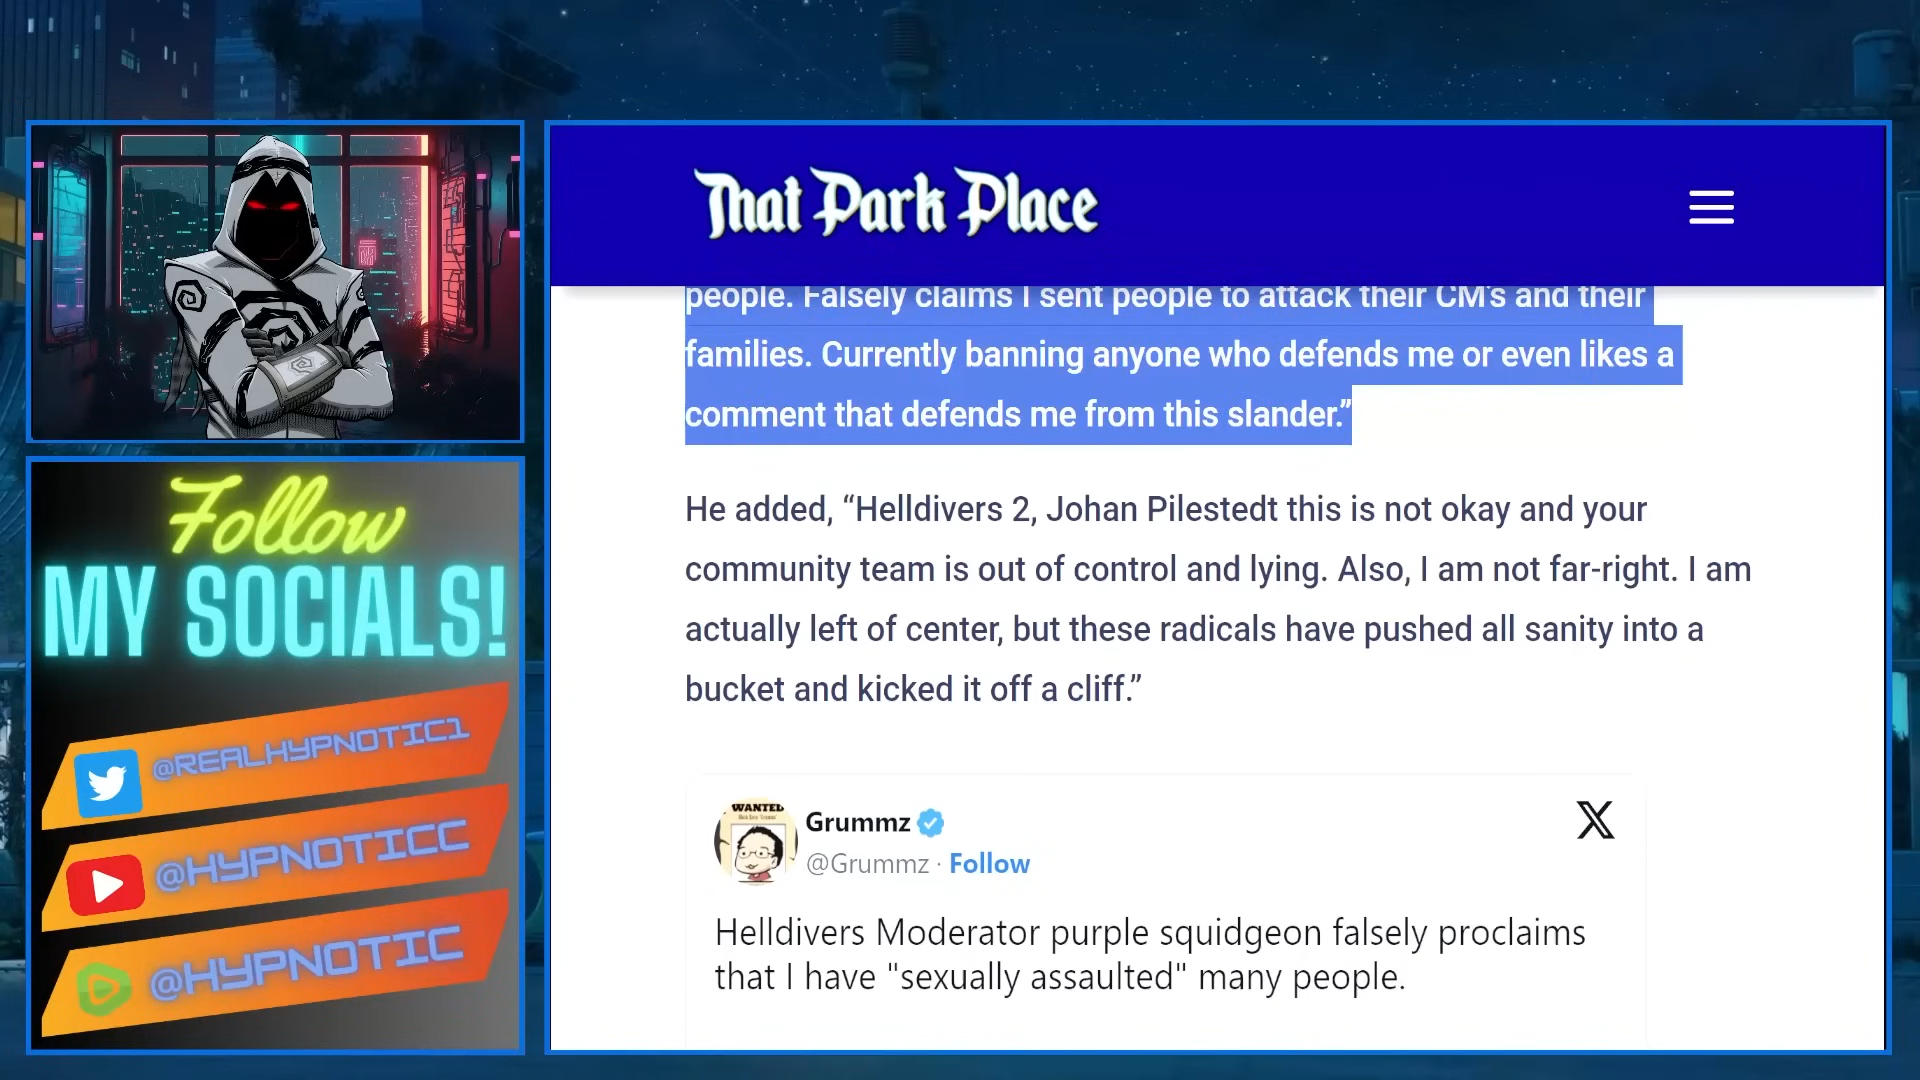 That Park Place
people. Falsely claims I sent people to attack their CM's and their
families. Currently banning anyone who defends me or even likes a
comment that defends me from this slander.”
He added, “Helldivers 2, Johan Pilestedt this is not okay and your
community team is out of control and lying. Also, I am not far-right. I am
actually left of center, but these radicals have pushed all sanity into a
bucket and kicked it off a cliff.”
WANTED
Grummz
@Grummz · Follow
Helldivers Moderator purple squidgeon falsely proclaims
that I have "sexually assaulted" many people.
Follow
MY SOCIALS!
@REALHYPNOTIC1
@HYPNOTICC
@HYPNOTIC